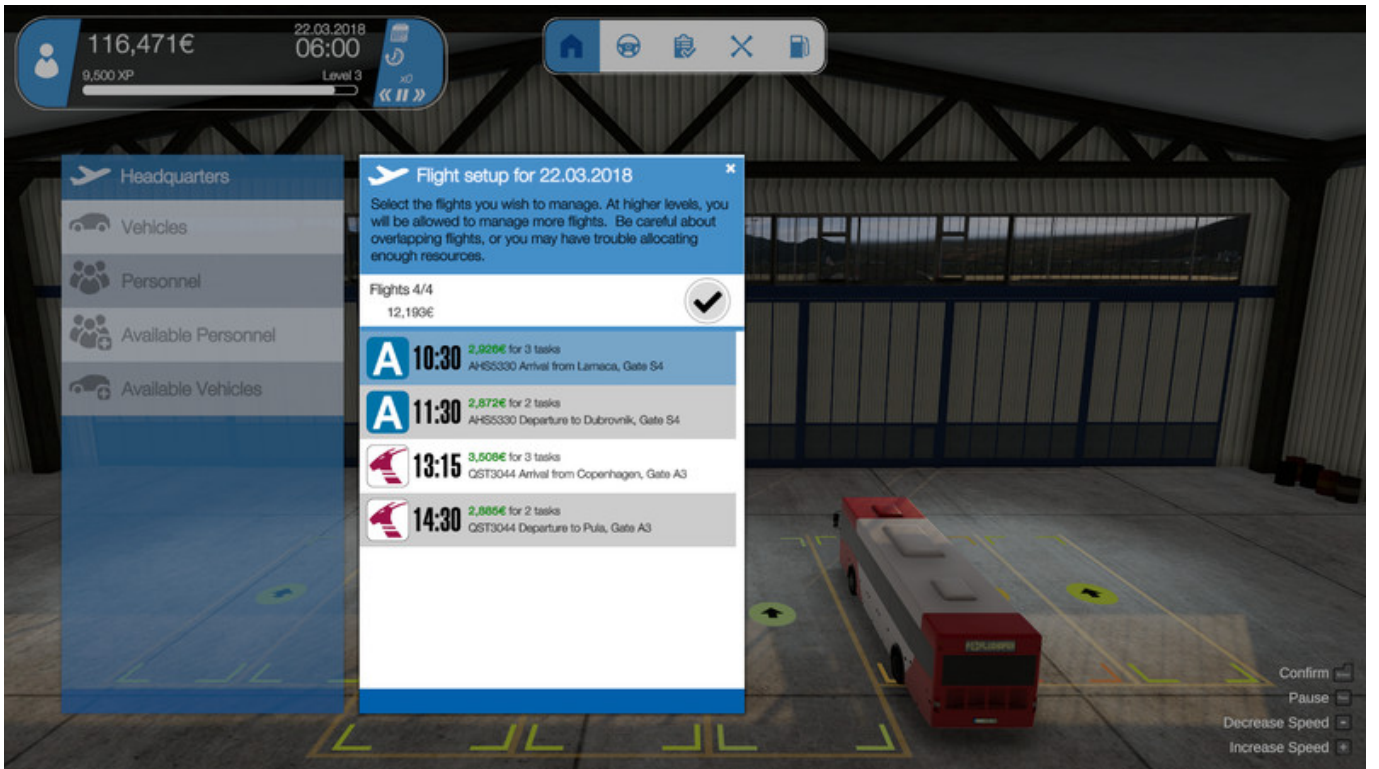 116,471€
22.03.2018
06:00
9,500 XP
Level 3
x0
Headquarters
Vehicles
Personnel
Available Personnel
Available Vehicles
Flight setup for 22.03.2018
Select the flights you wish to manage. At higher levels, you
will be allowed to manage more flights. Be careful about
overlapping flights, or you may have trouble allocating
enough resources.
Flights 4/4
12,193€
A 10:30 2,926€ for 3 tasks
AHS5330 Arrival from Larnaca, Gate S4
A 11:30 2,872€ for 2 tasks
AHS5330 Departure to Dubrovnik, Gate S4
13:15 3,508€ for 3 tasks
QST3044 Arrival from Copenhagen, Gate A3
14:30 2,885€ for 2 tasks
QST3044 Departure to Pula, Gate A3
Confirm
Pause
Decrease Speed -
Increase Speed +